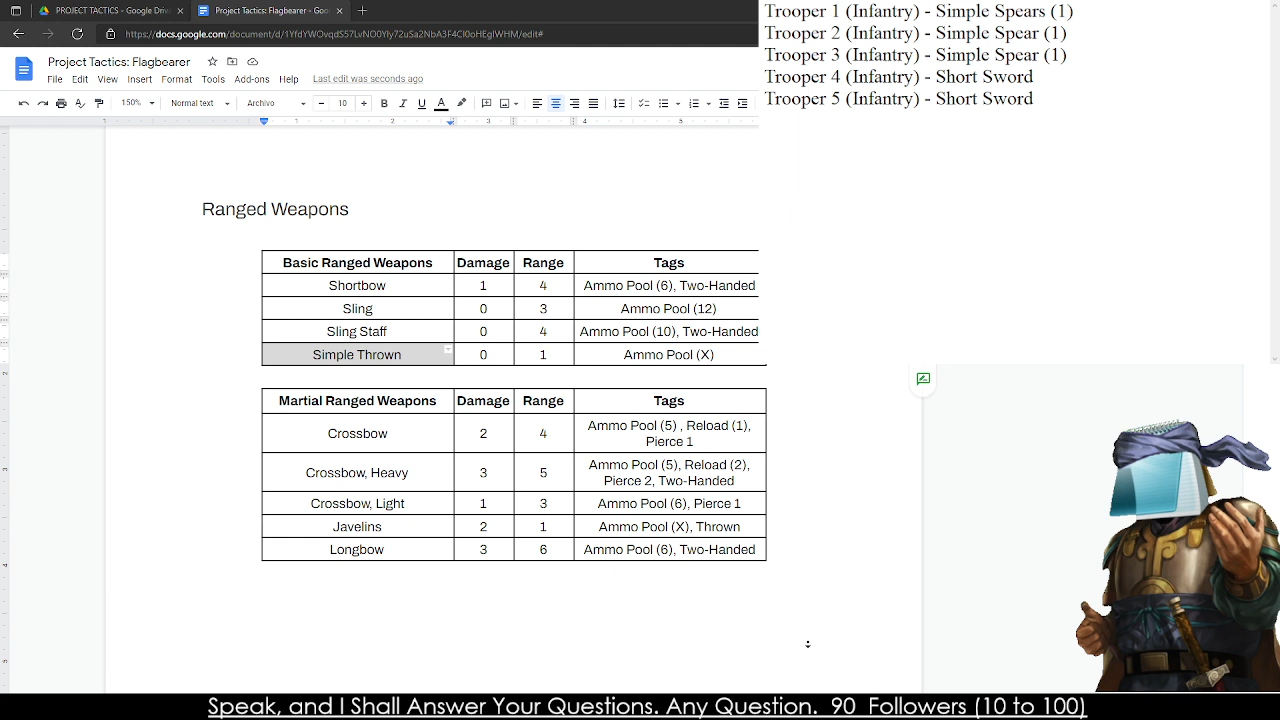 PROJECT TACTICS - Google Driv
Project Tactics: Flagbearer - Goo
https://docs.google.com/document/d/1YfdYWOvqdS57LvNO0Yly72uSa2NbA3F4Cl0oHEglWHM/edit#
Project Tactics: Flagbearer
File Edit View Insert Format Tools Add-ons Help Last edit was seconds ago
150% Normal text Archivo 10 B I U A
Trooper 1 (Infantry) - Simple Spears (1)
Trooper 2 (Infantry) - Simple Spear (1)
Trooper 3 (Infantry) - Simple Spear (1)
Trooper 4 (Infantry) - Short Sword
Trooper 5 (Infantry) - Short Sword
Ranged Weapons
Basic Ranged Weapons Damage Range Tags
Shortbow 1 4 Ammo Pool (6), Two-Handed
Sling 0 3 Ammo Pool (12)
Sling Staff 0 4 Ammo Pool (10), Two-Handed
Simple Thrown 0 1 Ammo Pool (X)
Martial Ranged Weapons Damage Range Tags
Crossbow 2 4 Ammo Pool (5) , Reload (1),
Pierce 1
Crossbow, Heavy 3 5 Ammo Pool (5), Reload (2),
Pierce 2, Two-Handed
Crossbow, Light 1 3 Ammo Pool (6), Pierce 1
Javelins 2 1 Ammo Pool (X), Thrown
Longbow 3 6 Ammo Pool (6), Two-Handed
Speak, and I Shall Answer Your Questions. Any Question. 90 Followers (10 to 100)